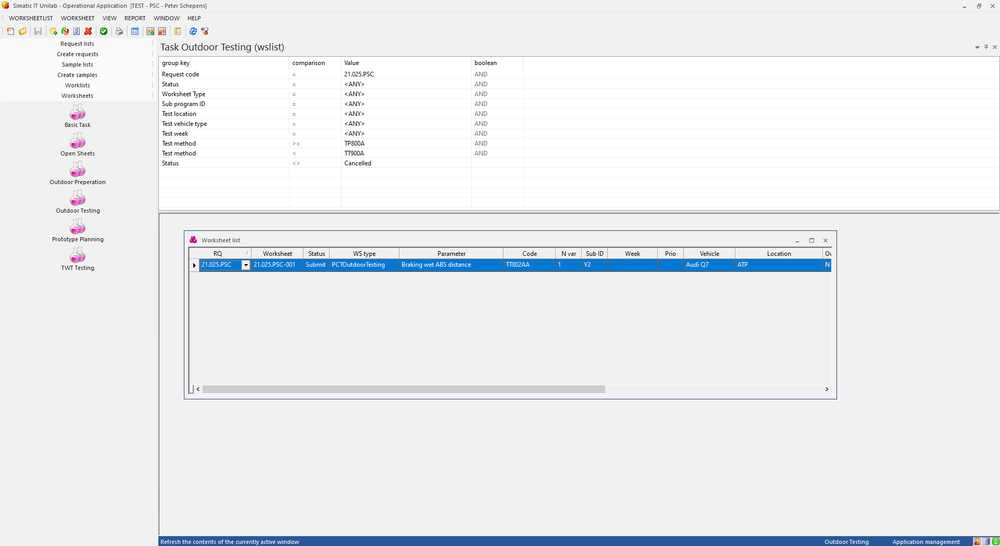 Simatic IT Unilab - Operational Application [TEST - PSC - Peter Schepens]
WORKSHEETLIST WORKSHEET VIEW REPORT WINDOW HELP
Request lists
Create requests
Sample lists
Create samples
Worklists
Worksheets
Basic Task
Open Sheets
Outdoor Preperation
Outdoor Testing
Prototype Planning
TWT Testing
Task Outdoor Testing (wslist)
group key comparison Value boolean
Request code = 21.025.PSC AND
Status = <ANY> AND
Worksheet Type = <ANY> AND
Sub program ID = <ANY> AND
Test location = <ANY> AND
Test vehicle type = <ANY> AND
Test week = <ANY> AND
Test method >= TP800A AND
Test method < TT900A AND
Status <> Cancelled
Worksheet list
RQ Worksheet Status WS type Parameter Code N var Sub ID Week Prio Vehicle Location
21.025.PSC 21.025.PSC-001 Submit PCTOutdoorTesting Braking wet ABS distance TT802AA 1 Y2 Audi Q7 ATP N
Refresh the contents of the currently active window Outdoor Testing Application management